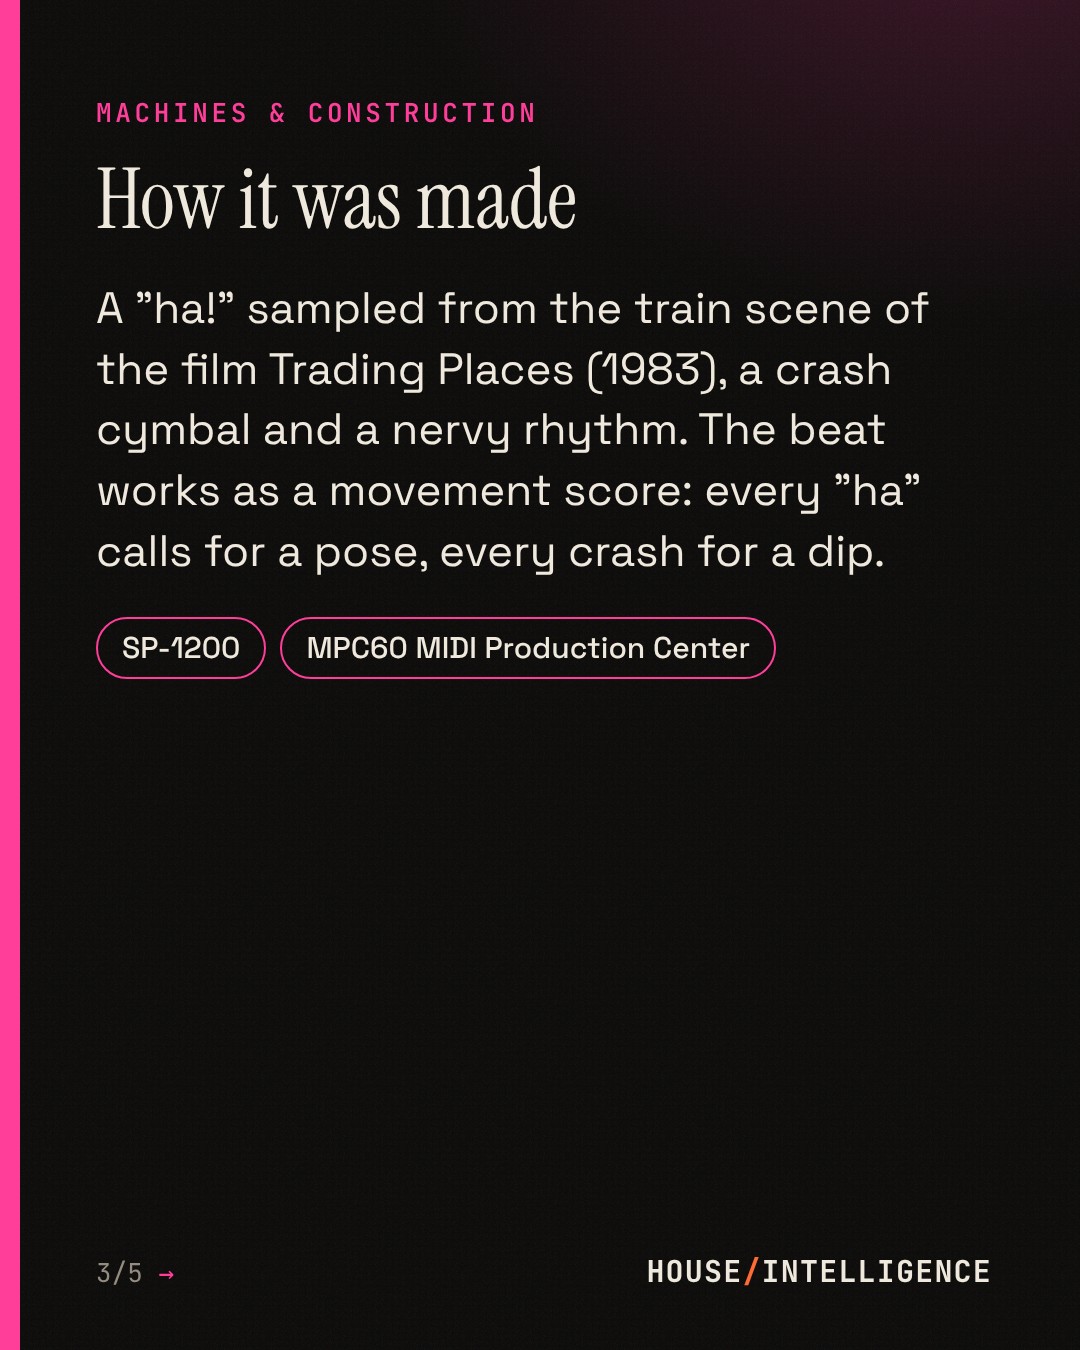 MACHINES & CONSTRUCTION
How it was made
A ”ha!” sampled from the train scene of
the film Trading Places (1983), a crash
cymbal and a nervy rhythm. The beat
works as a movement score: every ”ha”
calls for a pose, every crash for a dip.
SP-1200
MPC60 MIDI Production Center
3/5 →
HOUSE/INTELLIGENCE